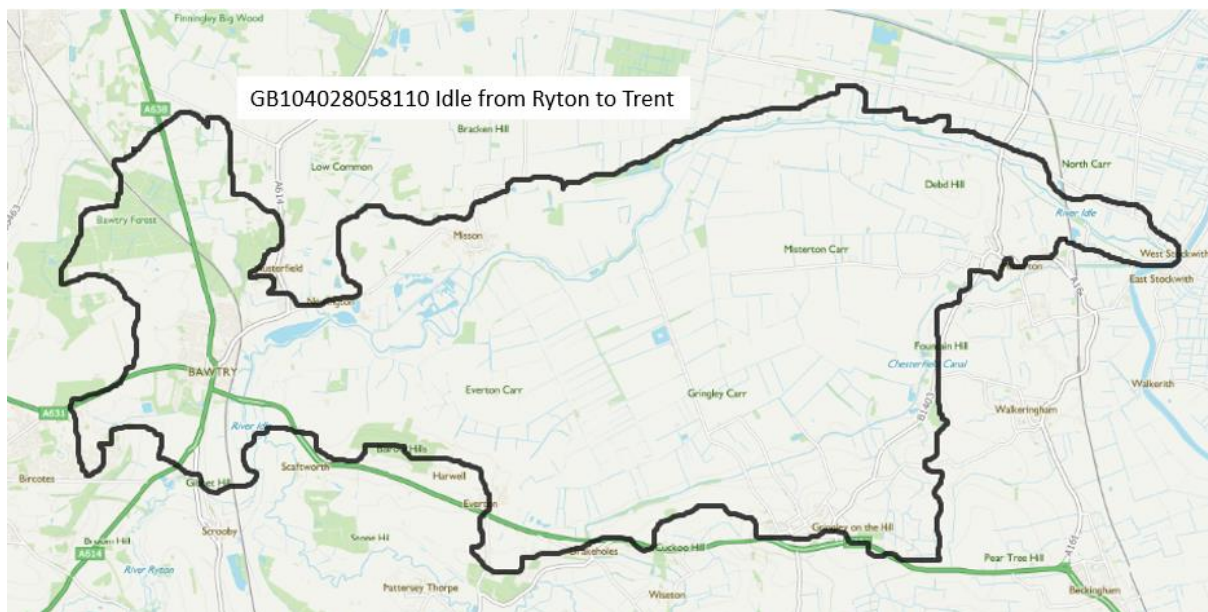 Finningley Big Wood
A638
GB104028058110 Idle from Ryton to Trent
Bracken Hill
Low Common
A614
North Carr
Debd Hill
Bawtry Forest
River Idle
Misson
Misterton Carr
West Stockwith
East Stockwith
Fountain Hill
Chesterfield Canal
BAWTRY
Walkerith
Everton Carr
Gringley Carr
B1403
A631
Walkeringham
River Idle
Scaftworth
Harwell
Bircotes
Everton
Scrooby
Gringley on the Hill
Cuckoo Hill
Pear Tree Hill
A161
A614
River Ryton
Mattersey Thorpe
Wiseton
Beckingham